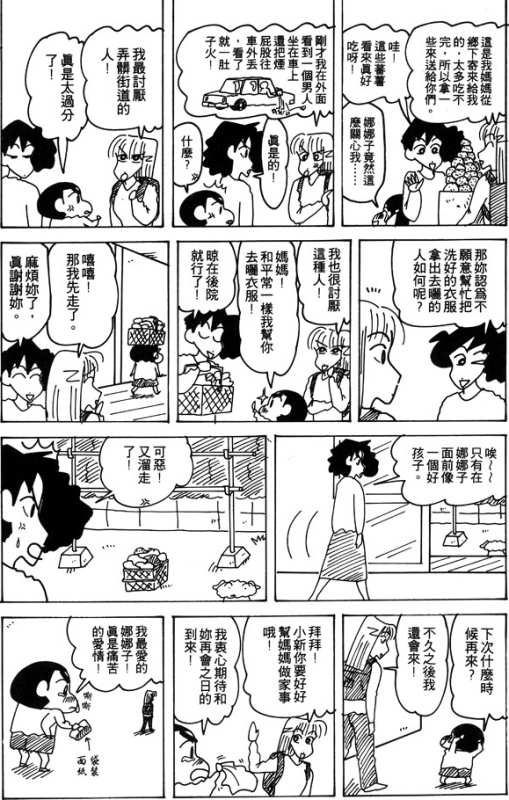 這是我媽媽從
鄉下寄來給我
的，太多吃不
完，所以拿一
些來送給你們。
哇！
這些蕃薯
看來真好
吃呀！
娜娜子竟然這
麼關心我……
剛才我在外面
看到一個男人
坐在車上
還把煙
屁股往
車外丟
，看了
就一肚
子火！
真是的！
什麼？
我最討厭
弄髒街道的
人！
真是太過分
了！
那妳認為不
願意幫忙把
洗好的衣服
拿出去曬的
人如何呢？
我也很討厭
這種人！
媽媽！
和平常一樣我幫你
去曬衣服！
晾在後院
就行了！
嘻嘻！
那我先走了。
麻煩妳了，
真謝謝妳。
唉～～
只有在
娜娜子
面前像
一個好
孩子。
可惡！
又溜走
了！
下次什麼時
候再來？
不久之後我
還會來！
拜拜！
小新你要好好
幫媽媽做家事
哦！
我衷心期待和
妳再會之日的
到來！
我最愛的
娜娜子！
真是痛苦
的愛情！
嘶
嘶
袋裝
面紙